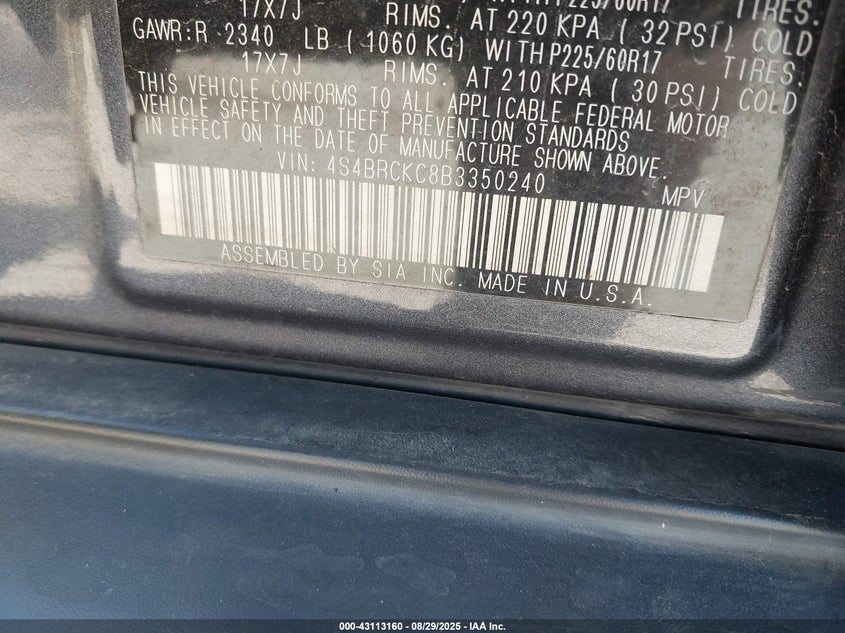 17X7J RIMS. AT 220 KPA ( 32 PSI) COLD
GAWR:R 2340 LB ( 1060 KG) WITH P225/60R17 TIRES.
17X7J RIMS. AT 210 KPA ( 30 PSI) COLD
THIS VEHICLE CONFORMS TO ALL APPLICABLE FEDERAL MOTOR
VEHICLE SAFETY AND THEFT PREVENTION STANDARDS
IN EFFECT ON THE DATE OF MANUFACTURE SHOWN ABOVE.
VIN: 4S4BRCKC8B3350240 MPV
ASSEMBLED BY SIA INC. MADE IN U.S.A.
000-43113160 - 08/29/2025 - IAA Inc.